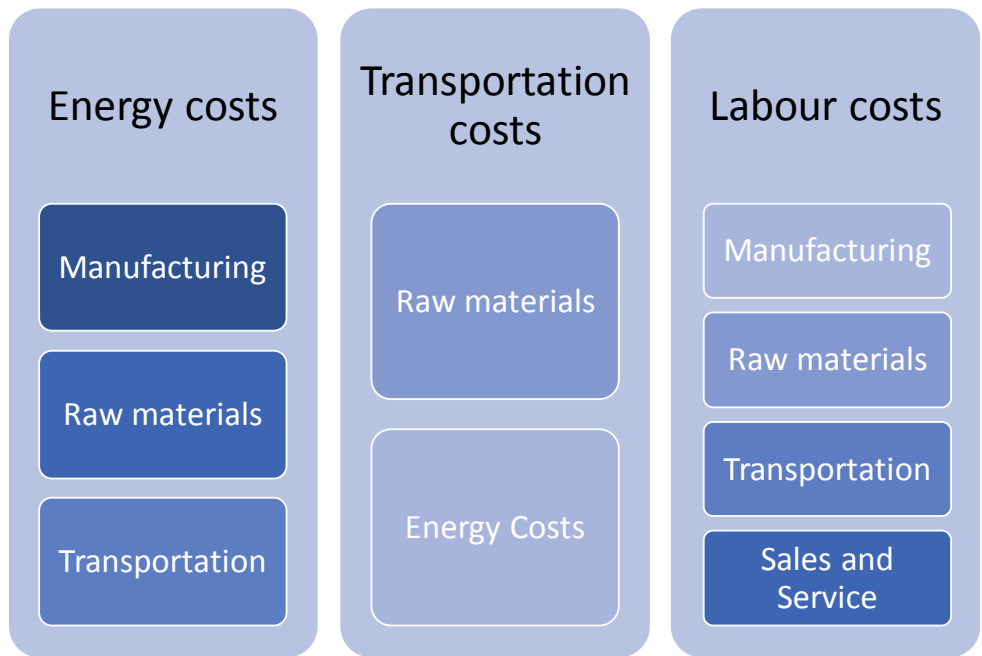 Energy costs
Manufacturing
Raw materials
Transportation
Transportation
costs
Raw materials
Energy Costs
Labour costs
Manufacturing
Raw materials
Transportation
Sales and
Service